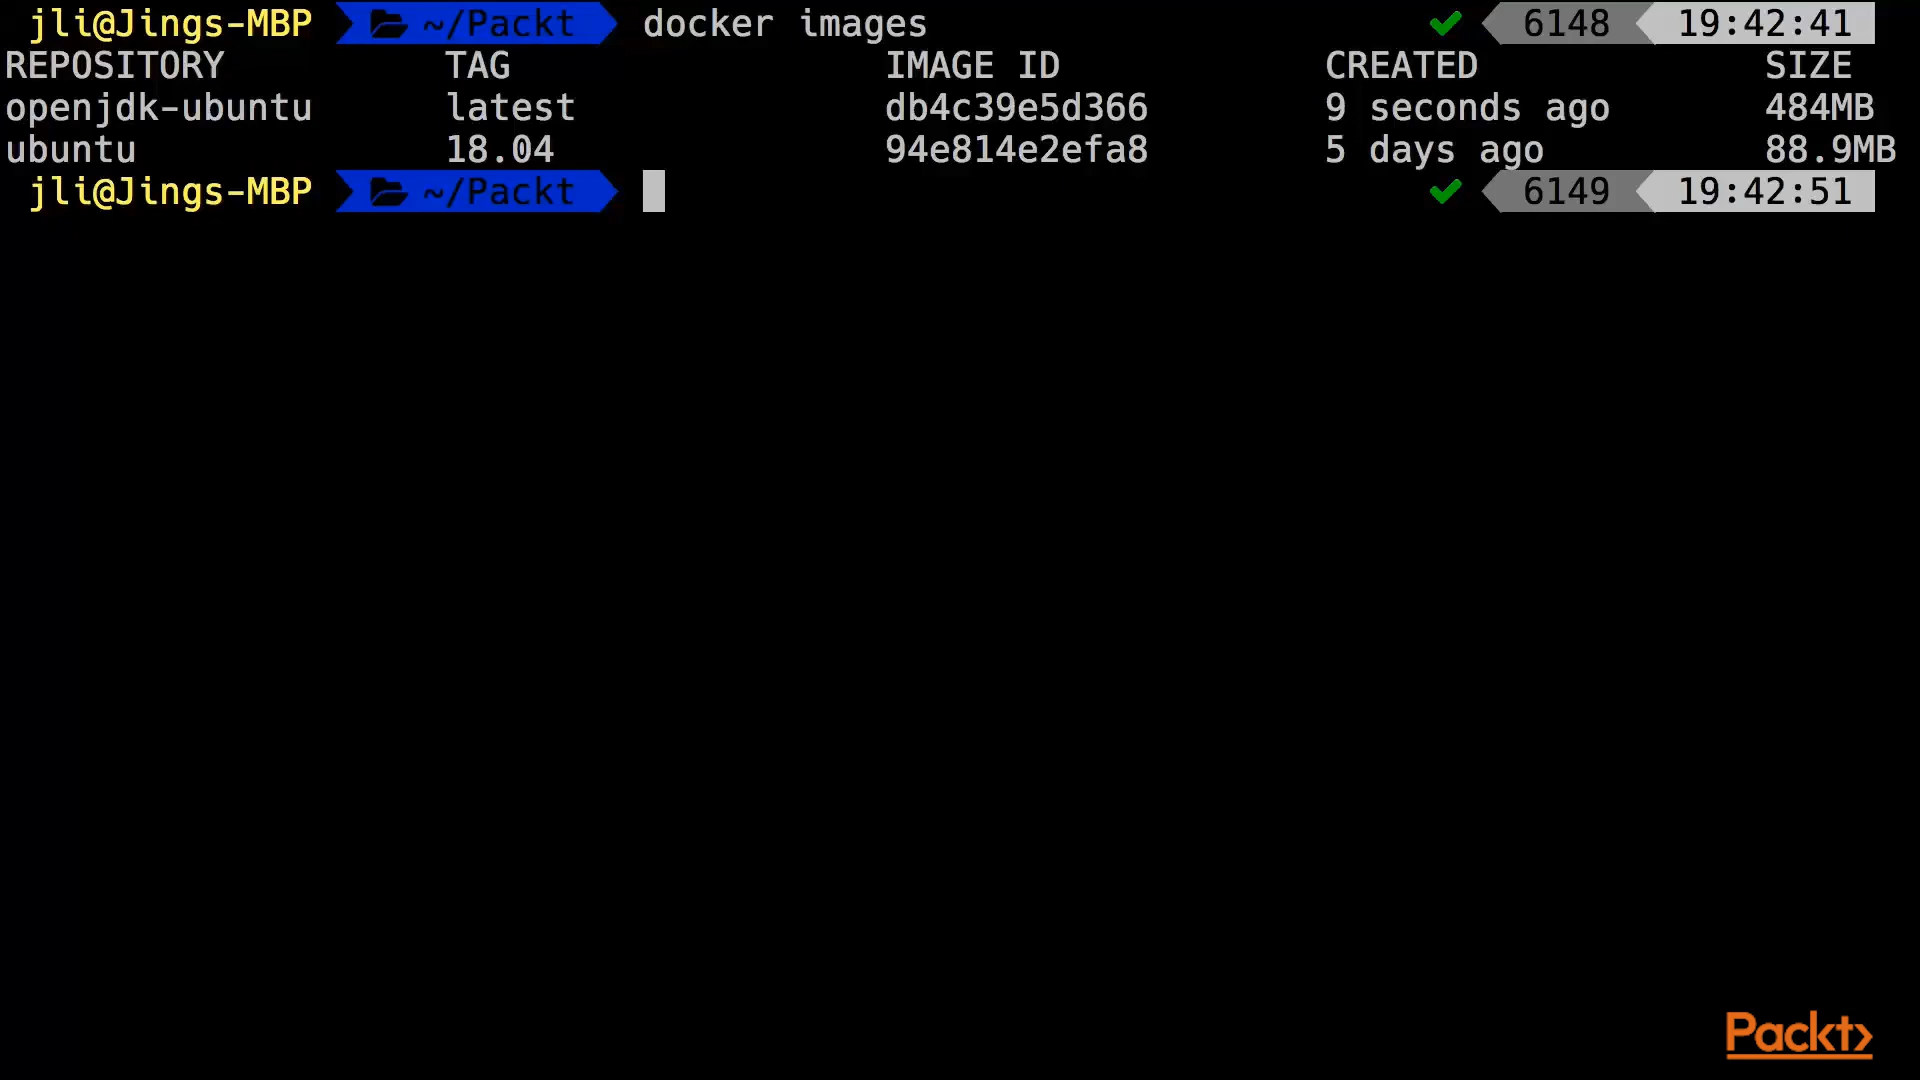 jli@Jings-MBP ~/Packt docker images 6148 19:42:41
REPOSITORY TAG IMAGE ID CREATED SIZE
openjdk-ubuntu latest db4c39e5d366 9 seconds ago 484MB
ubuntu 18.04 94e814e2efa8 5 days ago 88.9MB
jli@Jings-MBP ~/Packt 6149 19:42:51
Packt>